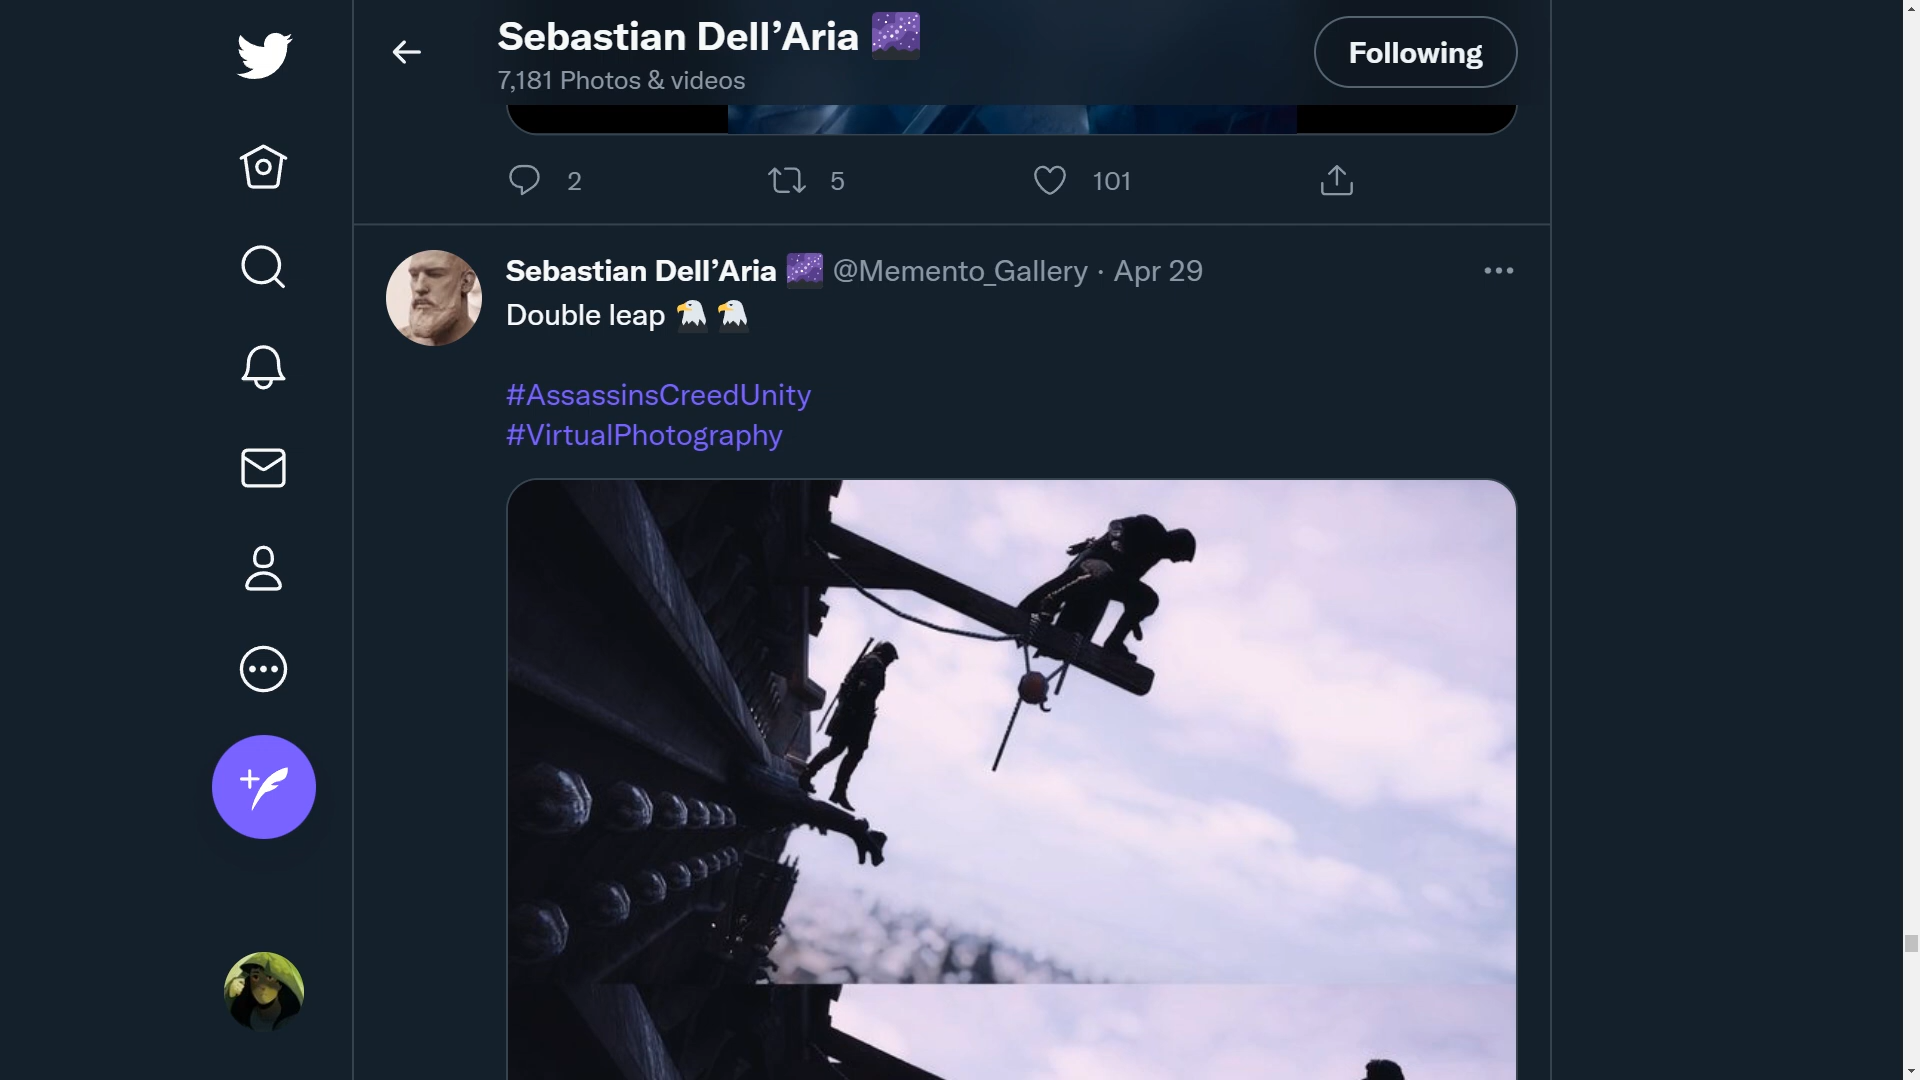 Sebastian Dell’Aria 🌌
7,181 Photos & videos
Following
2
5
101
Sebastian Dell’Aria 🌌 @Memento_Gallery · Apr 29
Double leap 🦅 🦅
#AssassinsCreedUnity
#VirtualPhotography